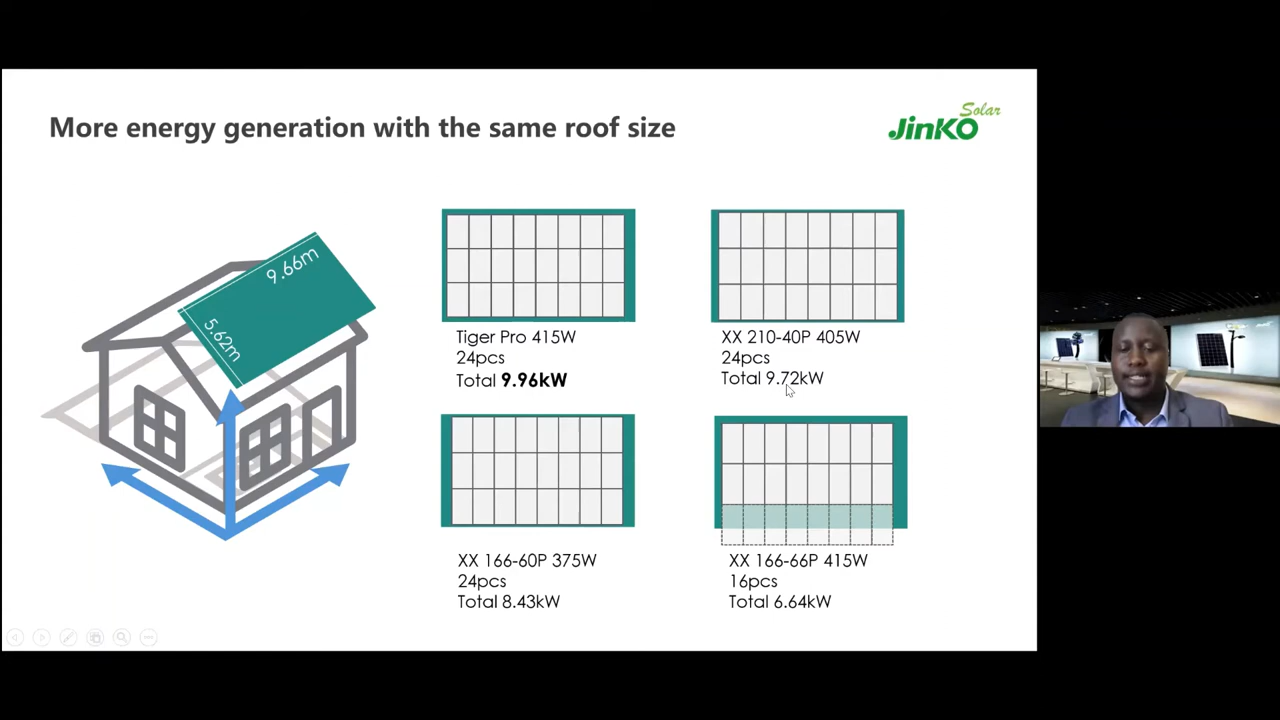 More energy generation with the same roof size
Solar
JinKO
9.66m
5.62m
Tiger Pro 415W
24pcs
Total 9.96kW
XX 210-40P 405W
24pcs
Total 9.72kW
XX 166-60P 375W
24pcs
Total 8.43kW
XX 166-66P 415W
16pcs
Total 6.64kW